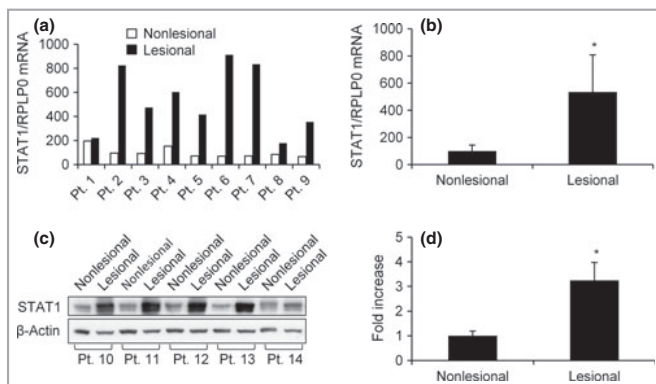 (a)
Nonlesional
Lesional
STAT1/RPLP0 mRNA
1000
800
600
400
200
0
Pt. 1
Pt. 2
Pt. 3
Pt. 4
Pt. 5
Pt. 6
Pt. 7
Pt. 8
Pt. 9
(b)
STAT1/RPLP0 mRNA
1000
800
600
400
200
0
*
Nonlesional Lesional
(c)
Nonlesional
Lesional
Nonlesional
Lesional
Nonlesional
Lesional
Nonlesional
Lesional
Nonlesional
Lesional
STAT1
β-Actin
Pt. 10 Pt. 11 Pt. 12 Pt. 13 Pt. 14
(d)
Fold increase
5
4
3
2
1
0
*
Nonlesional Lesional